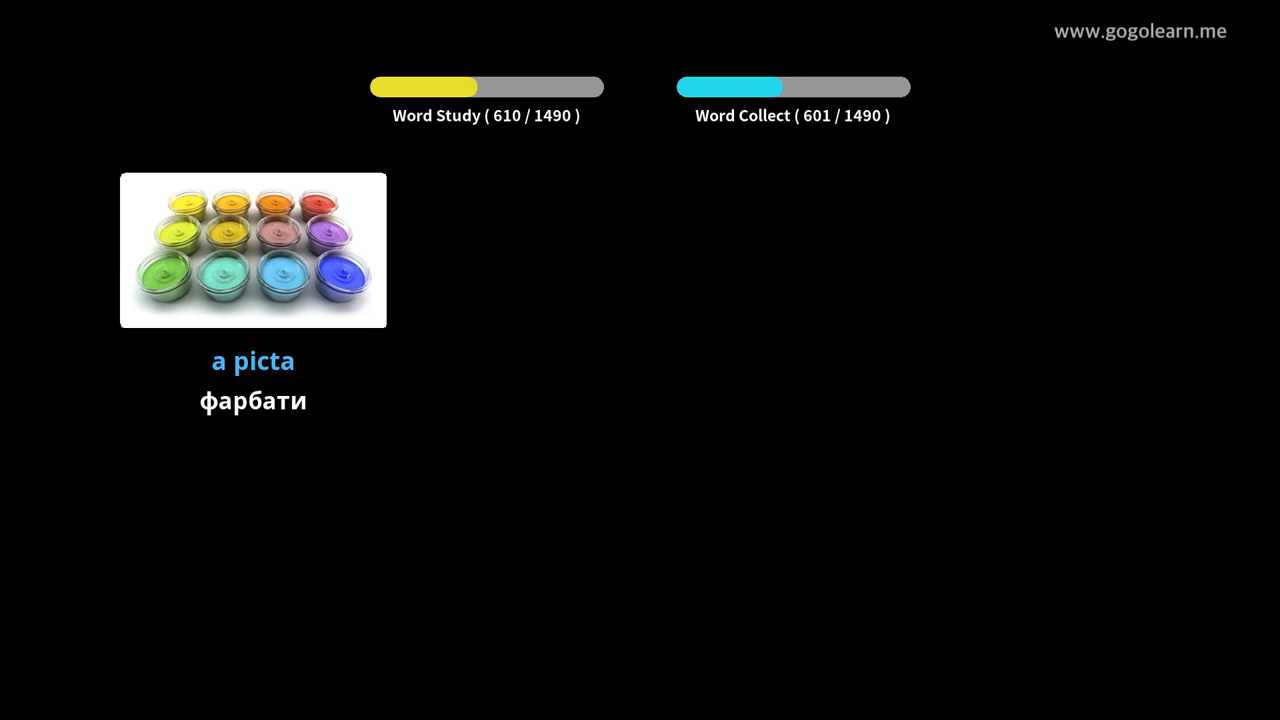 www.gogolearn.me
Word Study ( 610 / 1490 )
Word Collect ( 601 / 1490 )
a picta
фарбати